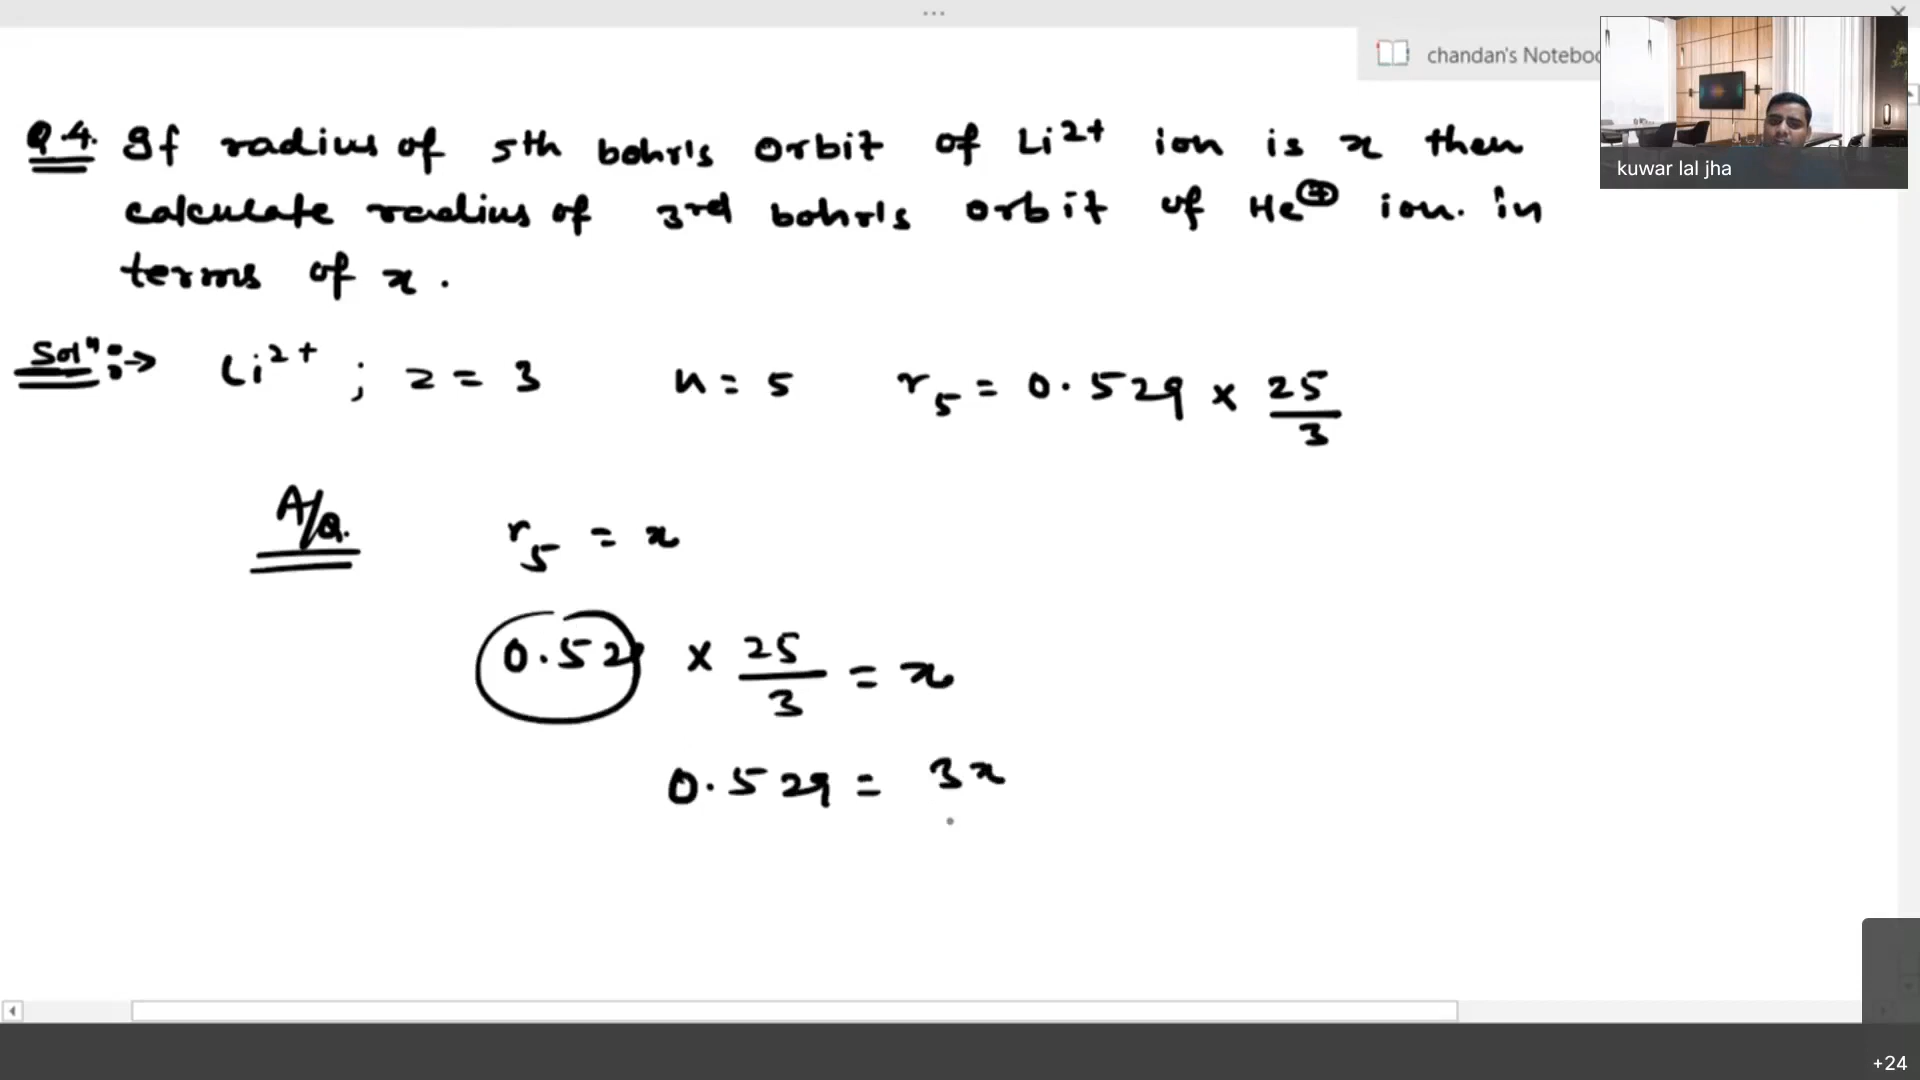 ...
chandan's Notebo
kuwar lal jha
Q4. If radius of 5th bohr's orbit of Li2+ ion is x then
calculate radius of 3rd bohr's orbit of He⊕ ion. in
terms of x.
Soln :→ Li2+ ; z = 3 n = 5 r5 = 0.529 × 25/3
A/Q. r5 = x
0.529 × 25/3 = x
0.529 = 3x
+24